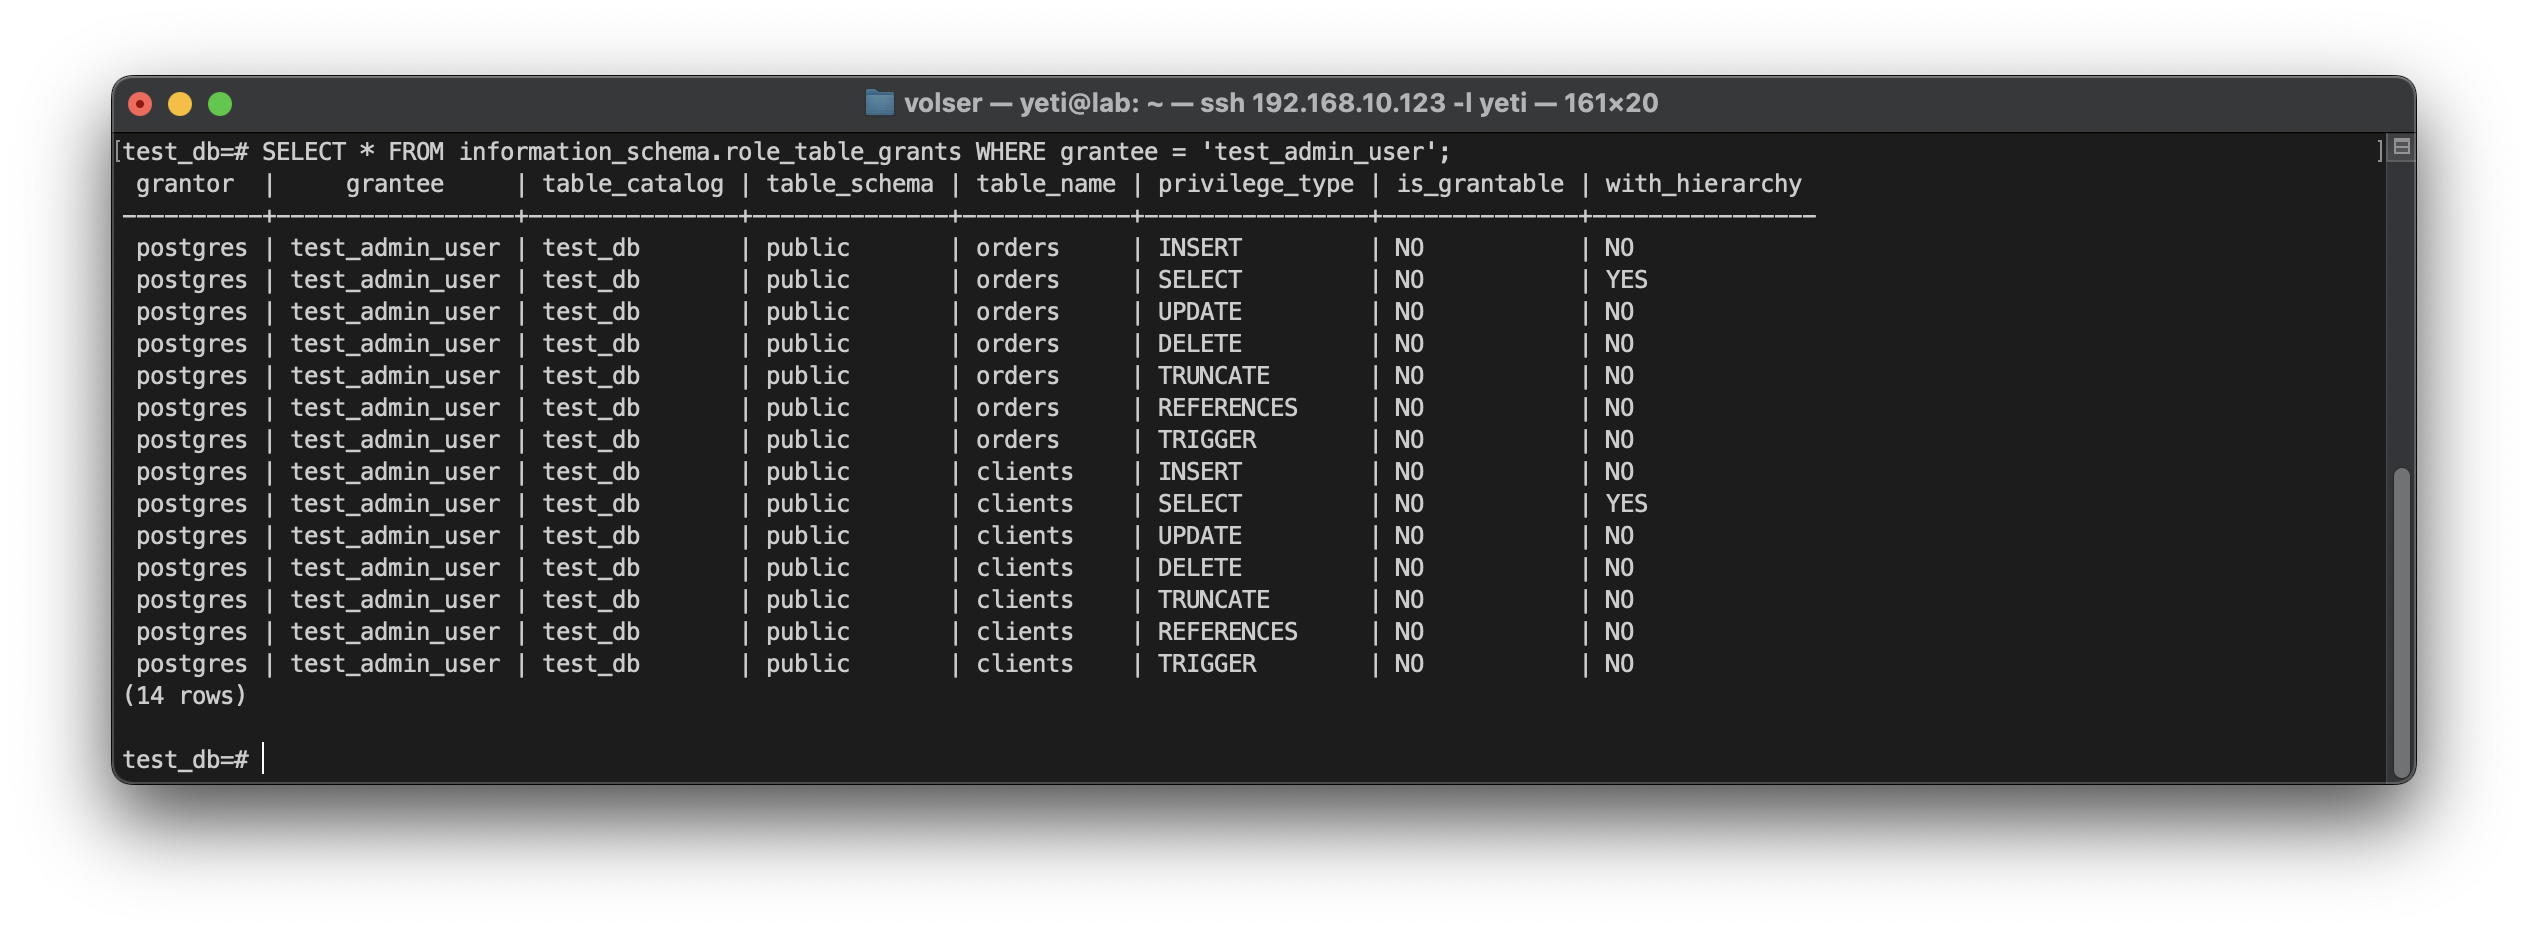 volser — yeti@lab: ~ — ssh 192.168.10.123 -l yeti — 161×20
[test_db=# SELECT * FROM information_schema.role_table_grants WHERE grantee = 'test_admin_user'; ]
 grantor  |     grantee     | table_catalog | table_schema | table_name | privilege_type | is_grantable | with_hierarchy
----------+-----------------+---------------+--------------+------------+----------------+--------------+----------------
 postgres | test_admin_user | test_db       | public       | orders     | INSERT         | NO           | NO
 postgres | test_admin_user | test_db       | public       | orders     | SELECT         | NO           | YES
 postgres | test_admin_user | test_db       | public       | orders     | UPDATE         | NO           | NO
 postgres | test_admin_user | test_db       | public       | orders     | DELETE         | NO           | NO
 postgres | test_admin_user | test_db       | public       | orders     | TRUNCATE       | NO           | NO
 postgres | test_admin_user | test_db       | public       | orders     | REFERENCES     | NO           | NO
 postgres | test_admin_user | test_db       | public       | orders     | TRIGGER        | NO           | NO
 postgres | test_admin_user | test_db       | public       | clients    | INSERT         | NO           | NO
 postgres | test_admin_user | test_db       | public       | clients    | SELECT         | NO           | YES
 postgres | test_admin_user | test_db       | public       | clients    | UPDATE         | NO           | NO
 postgres | test_admin_user | test_db       | public       | clients    | DELETE         | NO           | NO
 postgres | test_admin_user | test_db       | public       | clients    | TRUNCATE       | NO           | NO
 postgres | test_admin_user | test_db       | public       | clients    | REFERENCES     | NO           | NO
 postgres | test_admin_user | test_db       | public       | clients    | TRIGGER        | NO           | NO
(14 rows)
test_db=#